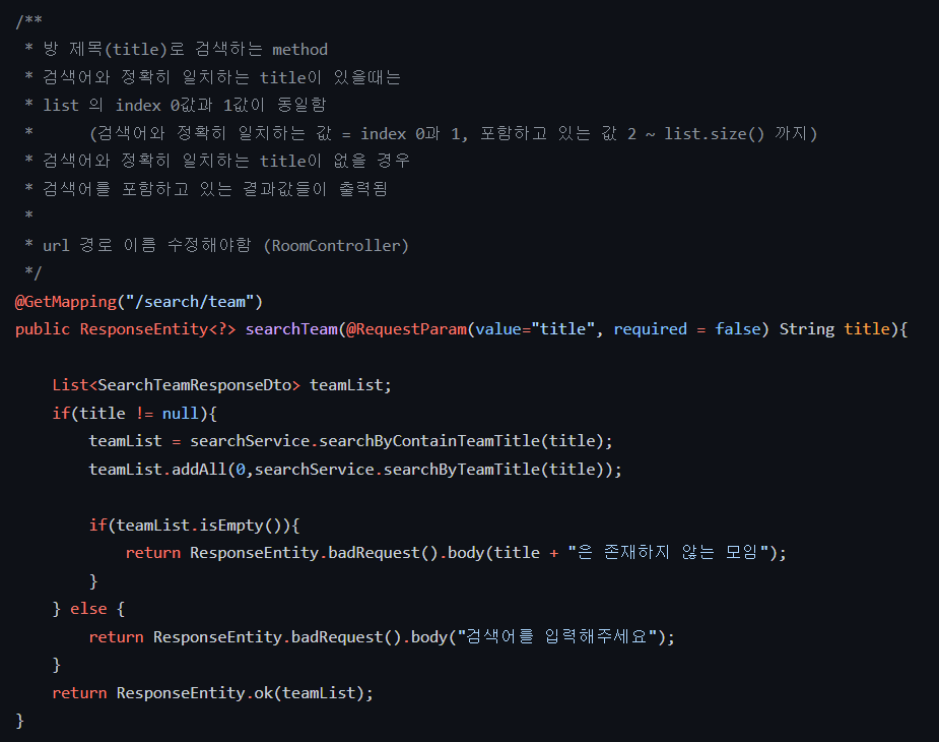 /**
 * 방 제목(title)로 검색하는 method
 * 검색어와 정확히 일치하는 title이 있을때는
 * list 의 index 0값과 1값이 동일함
 *      (검색어와 정확히 일치하는 값 = index 0과 1, 포함하고 있는 값 2 ~ list.size() 까지)
 * 검색어와 정확히 일치하는 title이 없을 경우
 * 검색어를 포함하고 있는 결과값들이 출력됨
 *
 * url 경로 이름 수정해야함 (RoomController)
 */
@GetMapping("/search/team")
public ResponseEntity<?> searchTeam(@RequestParam(value="title", required = false) String title){

    List<SearchTeamResponseDto> teamList;
    if(title != null){
        teamList = searchService.searchByContainTeamTitle(title);
        teamList.addAll(0,searchService.searchByTeamTitle(title));

        if(teamList.isEmpty()){
            return ResponseEntity.badRequest().body(title + "은 존재하지 않는 모임");
        }
    } else {
        return ResponseEntity.badRequest().body("검색어를 입력해주세요");
    }
    return ResponseEntity.ok(teamList);
}